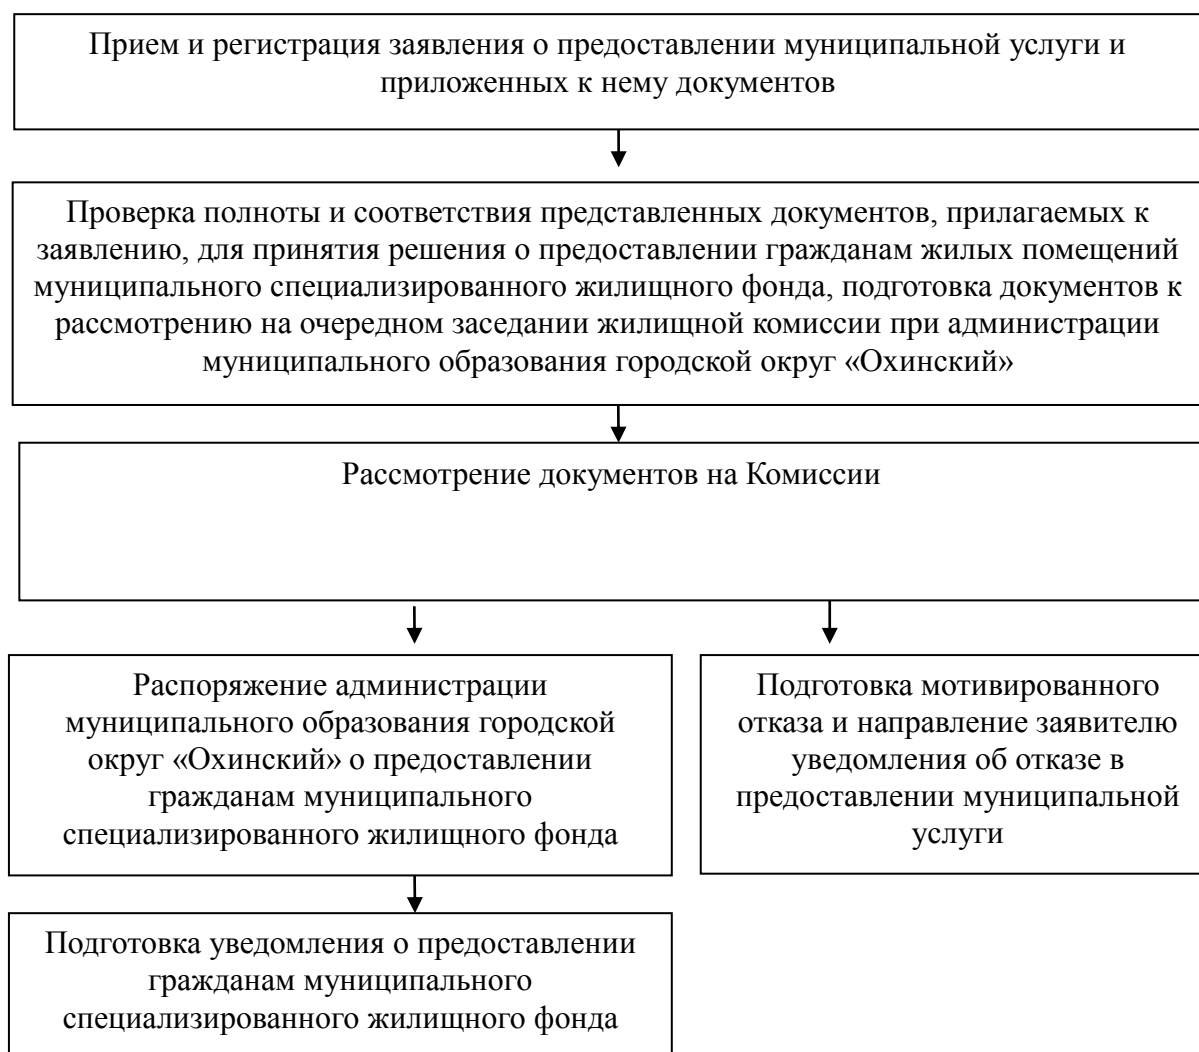 Прием и регистрация заявления о предоставлении муниципальной услуги и
приложенных к нему документов
Проверка полноты и соответствия представленных документов, прилагаемых к
заявлению, для принятия решения о предоставлении гражданам жилых помещений
муниципального специализированного жилищного фонда, подготовка документов к
рассмотрению на очередном заседании жилищной комиссии при администрации
муниципального образования городской округ «Охинский»
Рассмотрение документов на Комиссии
Распоряжение администрации
муниципального образования городской
округ «Охинский» о предоставлении
гражданам муниципального
специализированного жилищного фонда
Подготовка мотивированного
отказа и направление заявителю
уведомления об отказе в
предоставлении муниципальной
услуги
Подготовка уведомления о предоставлении
гражданам муниципального
специализированного жилищного фонда